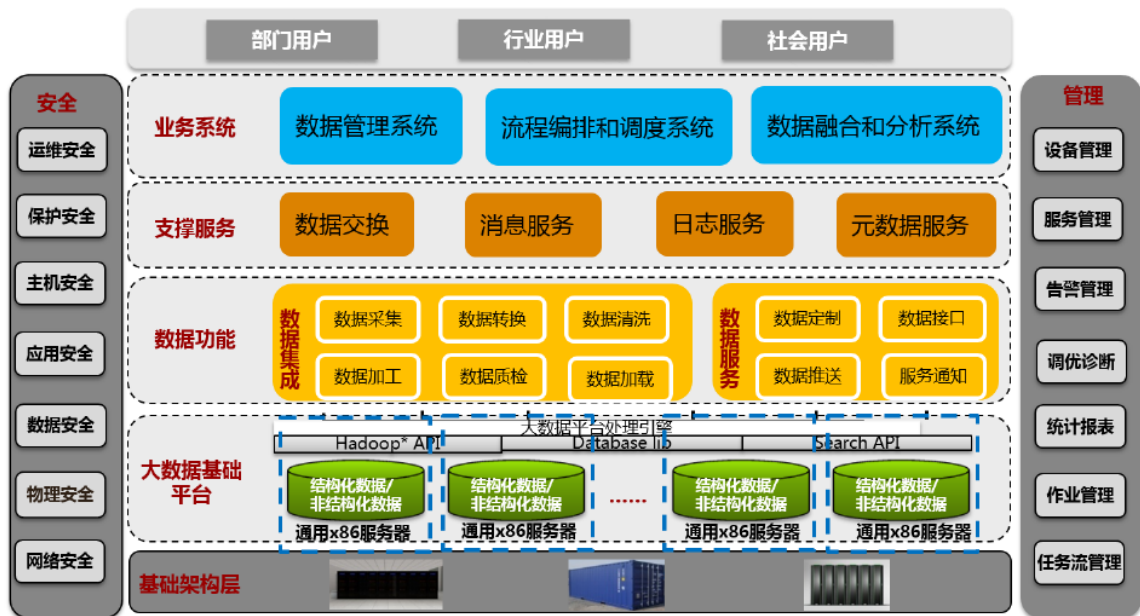 部门用户
行业用户
社会用户
安全
运维安全
保护安全
主机安全
应用安全
数据安全
物理安全
网络安全
业务系统
数据管理系统
流程编排和调度系统
数据融合和分析系统
支撑服务
数据交换
消息服务
日志服务
元数据服务
数据功能
数据集成
数据采集
数据转换
数据清洗
数据加工
数据质检
数据加载
数据服务
数据定制
数据接口
数据推送
服务通知
大数据基础
平台
大数据平台处理引擎
Hadoop* API
Database lib
Search API
结构化数据/
非结构化数据
通用x86服务器
结构化数据/
非结构化数据
通用x86服务器
......
结构化数据/
非结构化数据
通用x86服务器
结构化数据/
非结构化数据
通用x86服务器
基础架构层
管理
设备管理
服务管理
告警管理
调优诊断
统计报表
作业管理
任务流管理